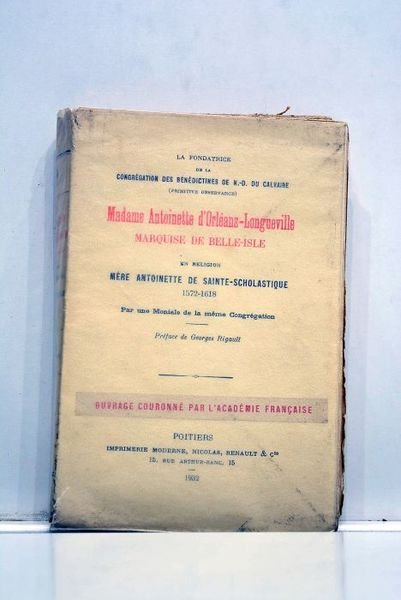 LA FONDATRICE
DE LA
CONGRÉGATION DES BÉNÉDICTINES DE N.-D. DU CALVAIRE
(PRIMITIVE OBSERVANCE)
Madame Antoinette d'Orléans-Longueville
MARQUISE DE BELLE-ISLE
EN RELIGION
MÈRE ANTOINETTE DE SAINTE-SCHOLASTIQUE
1572-1618
Par une Moniale de la même Congrégation
Préface de Georges Rigault
OUVRAGE COURONNÉ PAR L'ACADÉMIE FRANÇAISE
POITIERS
IMPRIMERIE MODERNE, NICOLAS, RENAULT & Cie
15, RUE ARTHUR-RANC, 15
1932